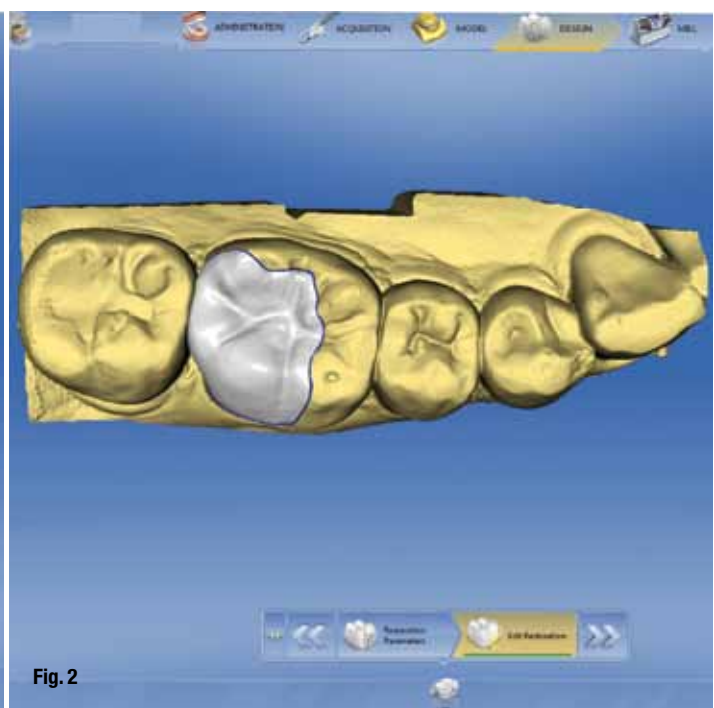 ADMINISTRATION
ACQUISITION
MODEL
DESIGN
MILL
Restoration
Parameters
Edit Restoration
Fig. 2